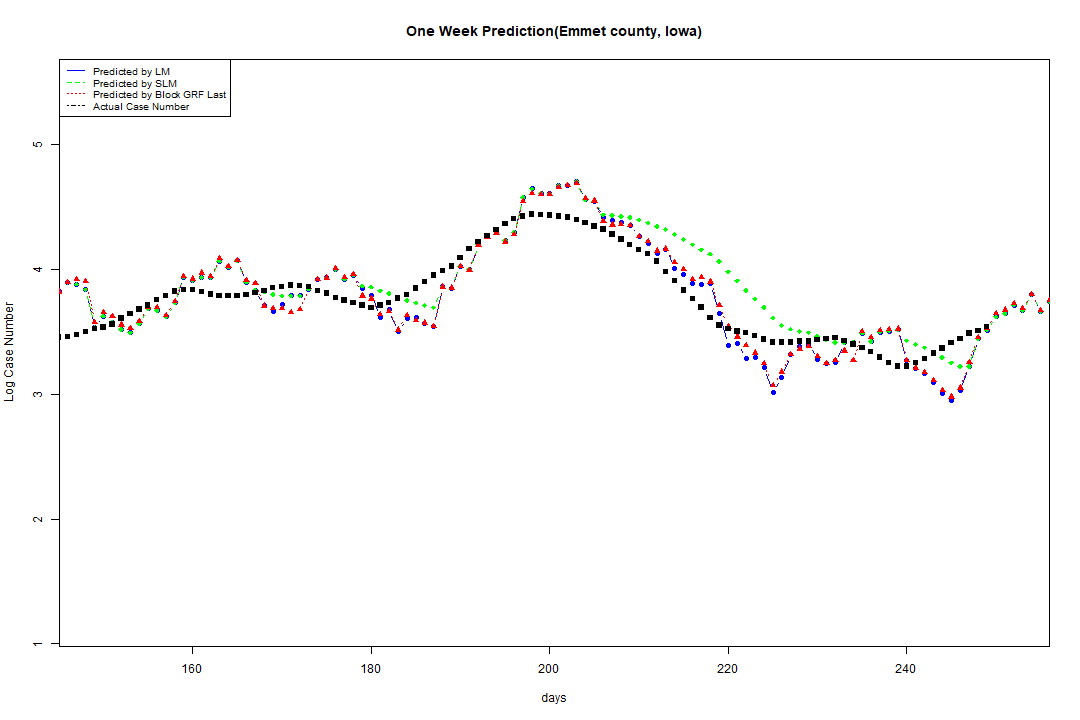 One Week Prediction(Emmet county, Iowa)
Predicted by LM
Predicted by SLM
Predicted by Block GRF Last
Actual Case Number
5
4
3
2
1
Log Case Number
160 180 200 220 240
days